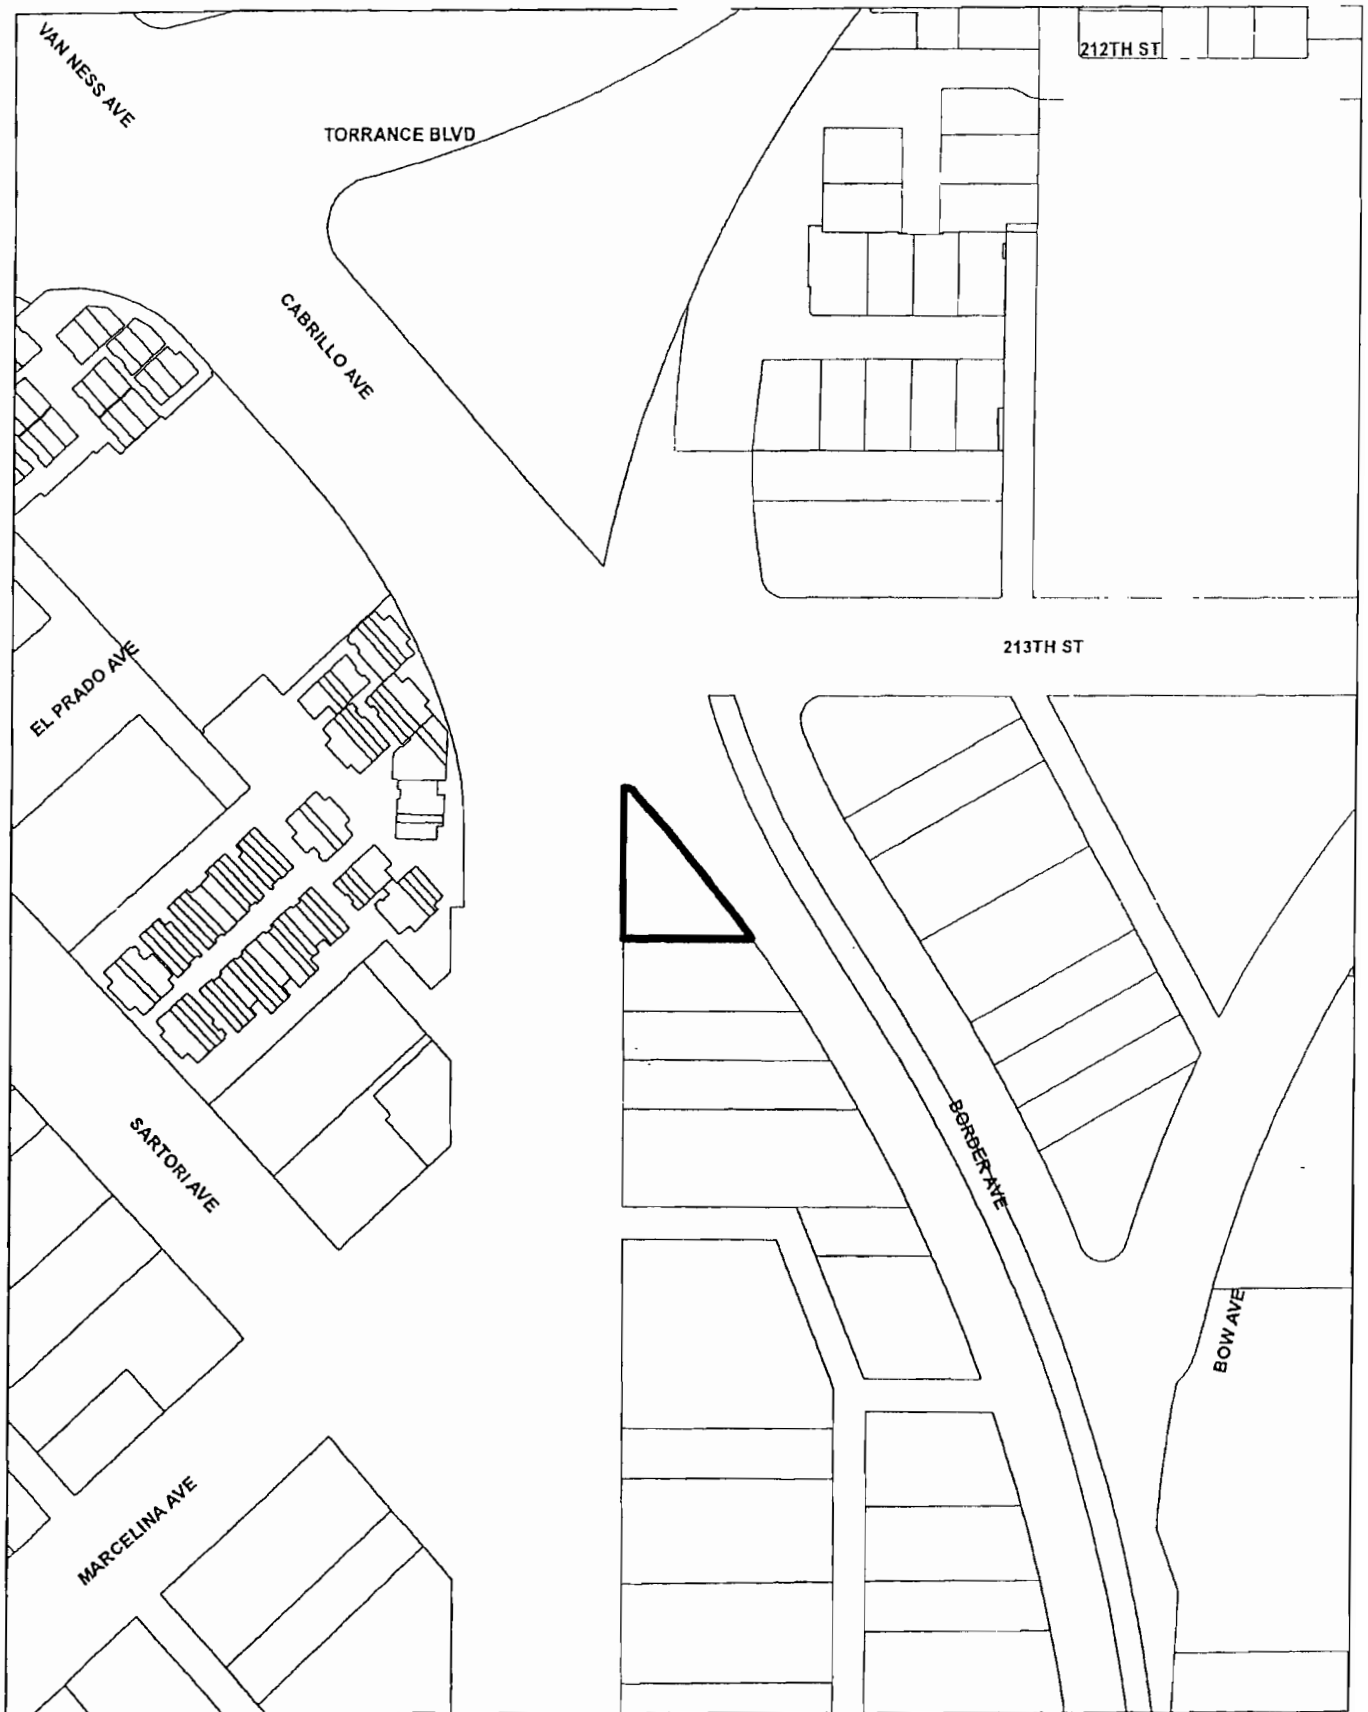 VAN NESS AVE
212TH ST
TORRANCE BLVD
CABRILLO AVE
213TH ST
EL PRADO AVE
BORDER AVE
SARTORI AVE
BOW AVE
MARCELINA AVE